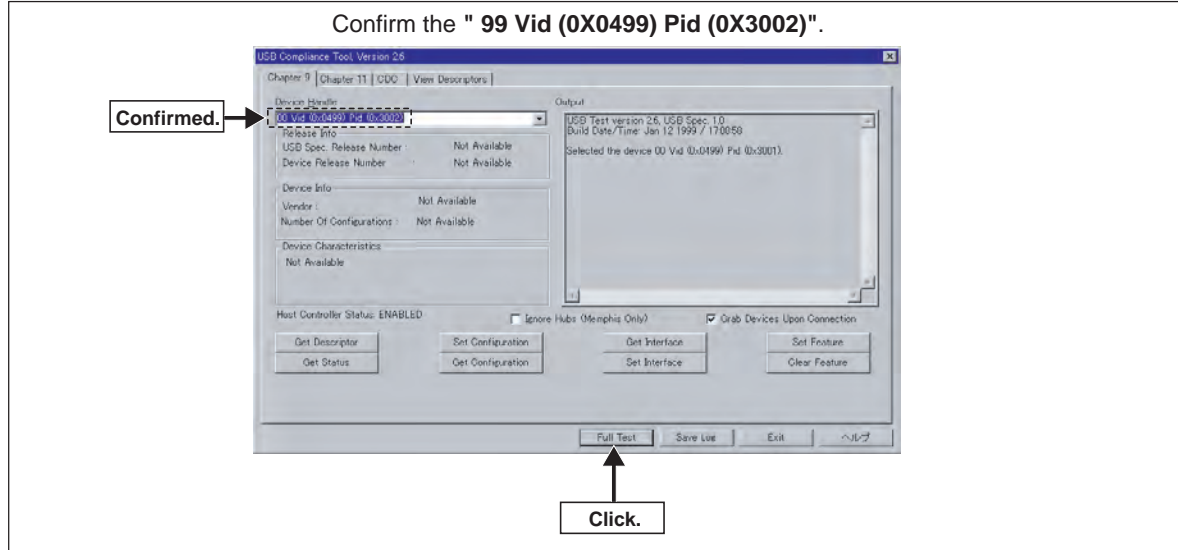 Confirm the " 99 Vid (0X0499) Pid (0X3002)".
USB Compliance Tool, Version 2.6
Chapter 9 Chapter 11 CDC View Descriptors
Device Handle
00 Vid (0x0499) Pid (0x3002)
Confirmed.
Release Info
USB Spec. Release Number : Not Available
Device Release Number : Not Available
Device Info
Vendor : Not Available
Number Of Configurations : Not Available
Device Characteristics
Not Available
Output
USB Test version 2.6, USB Spec. 1.0
Build Date/Time: Jan 12 1999 / 17:00:58
Selected the device 00 Vid (0x0499) Pid (0x3001).
Host Controller Status: ENABLED
Ignore Hubs (Memphis Only)
Grab Devices Upon Connection
Get Descriptor Set Configuration Get Interface Set Feature
Get Status Get Configuration Set Interface Clear Feature
Full Test Save Log Exit ヘルプ
Click.